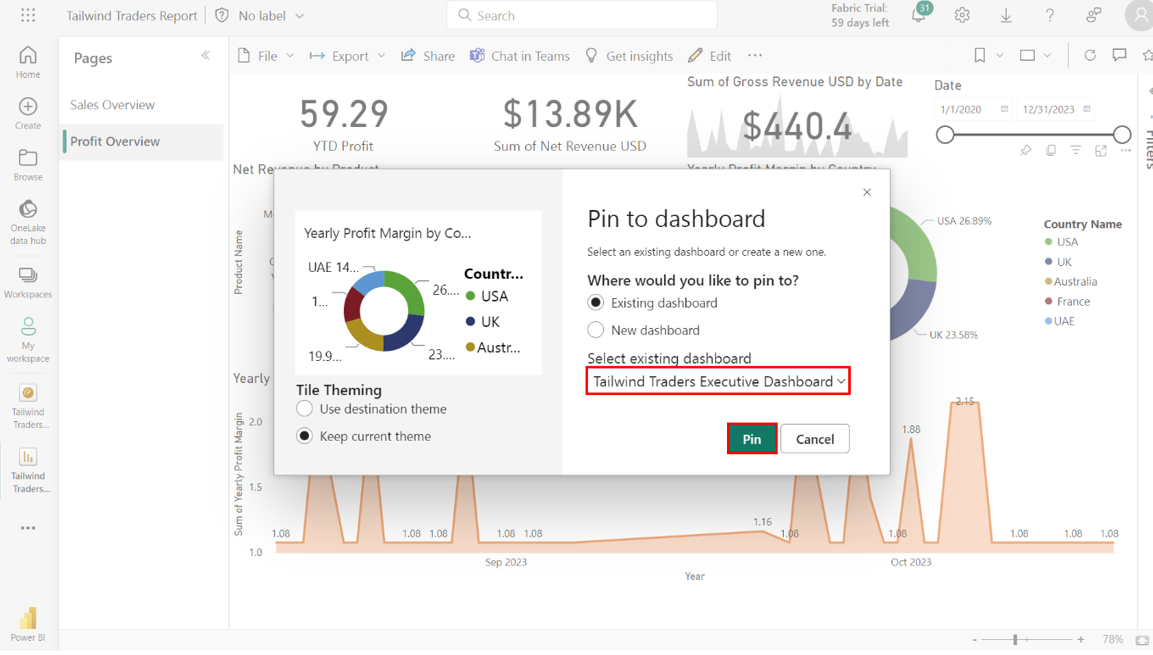 Tailwind Traders Report
No label
Search
Fabric Trial:
59 days left
31
Home
Create
Browse
OneLake
data hub
Workspaces
My
workspace
Tailwind
Traders...
Tailwind
Traders...
Power BI
Pages
Sales Overview
Profit Overview
File
Export
Share
Chat in Teams
Get insights
Edit
59.29
YTD Profit
$13.89K
Sum of Net Revenue USD
Sum of Gross Revenue USD by Date
$440.4
Date
1/1/2020
12/31/2023
Filters
Net Revenue by Product
Yearly Profit Margin by Country
Product Name
USA 26.89%
UK 23.58%
Country Name
USA
UK
Australia
France
UAE
Yearly Profit Margin by Co...
UAE 14...
1...
19.9...
26....
23....
Countr...
USA
UK
Austr...
Tile Theming
Use destination theme
Keep current theme
Pin to dashboard
Select an existing dashboard or create a new one.
Where would you like to pin to?
Existing dashboard
New dashboard
Select existing dashboard
Tailwind Traders Executive Dashboard
Pin
Cancel
Yearly
Sum of Yearly Profit Margin
2.0
1.5
1.0
1.08
1.08
1.08
1.08
1.08
1.16
1.08
1.88
1.08
2.15
1.08
1.08
1.08
Sep 2023
Oct 2023
Year
- + 78%